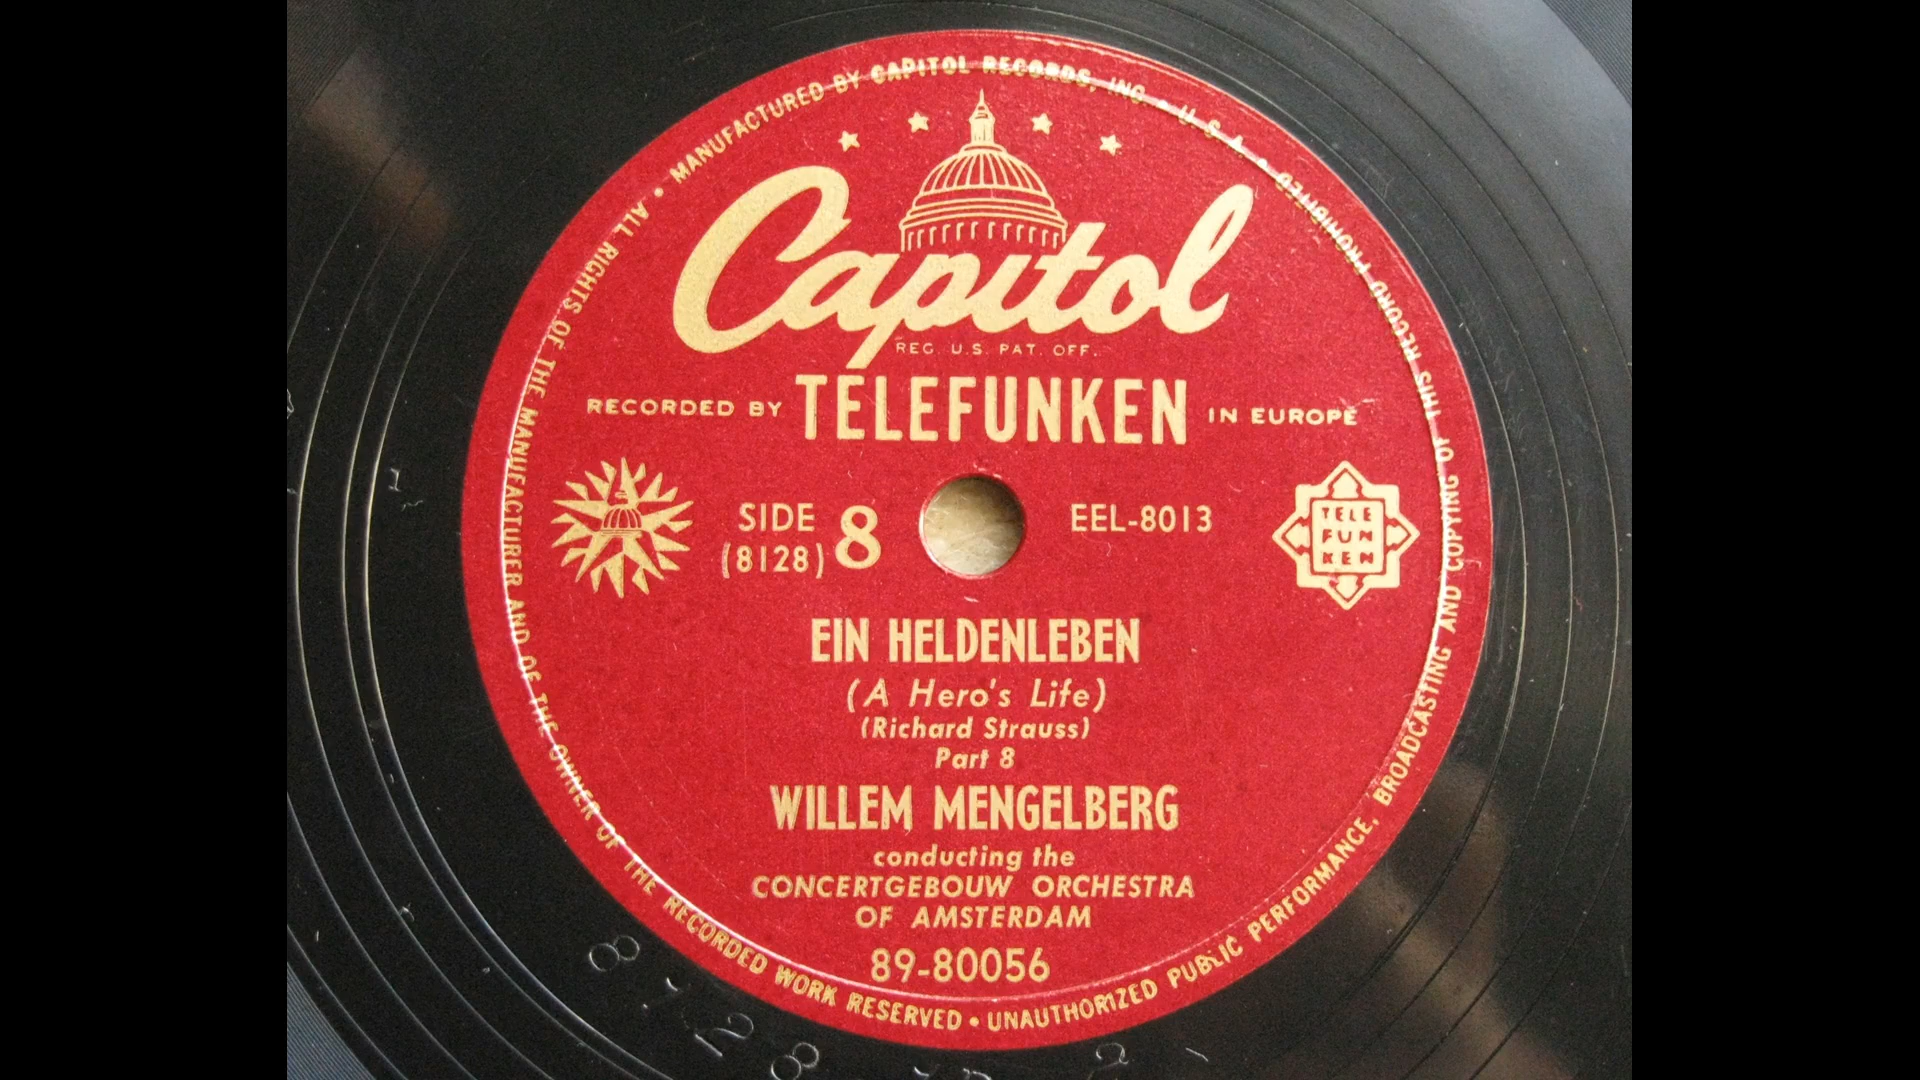 MANUFACTURED BY CAPITOL RECORDS, INC • U.S.A. • PROHIBITED
Capitol
REG. U.S. PAT. OFF.
RECORDED BY TELEFUNKEN IN EUROPE
SIDE 8
(8128)
EEL-8013
TELE
FUN
KEN
EIN HELDENLEBEN
(A Hero's Life)
(Richard Strauss)
Part 8
WILLEM MENGELBERG
conducting the
CONCERTGEBOUW ORCHESTRA
OF AMSTERDAM
89-80056
• ALL RIGHTS OF THE MANUFACTURER AND OF THE OWNER OF THE RECORDED WORK RESERVED • UNAUTHORIZED PUBLIC PERFORMANCE, BROADCASTING AND COPYING OF THIS RECORD
8128